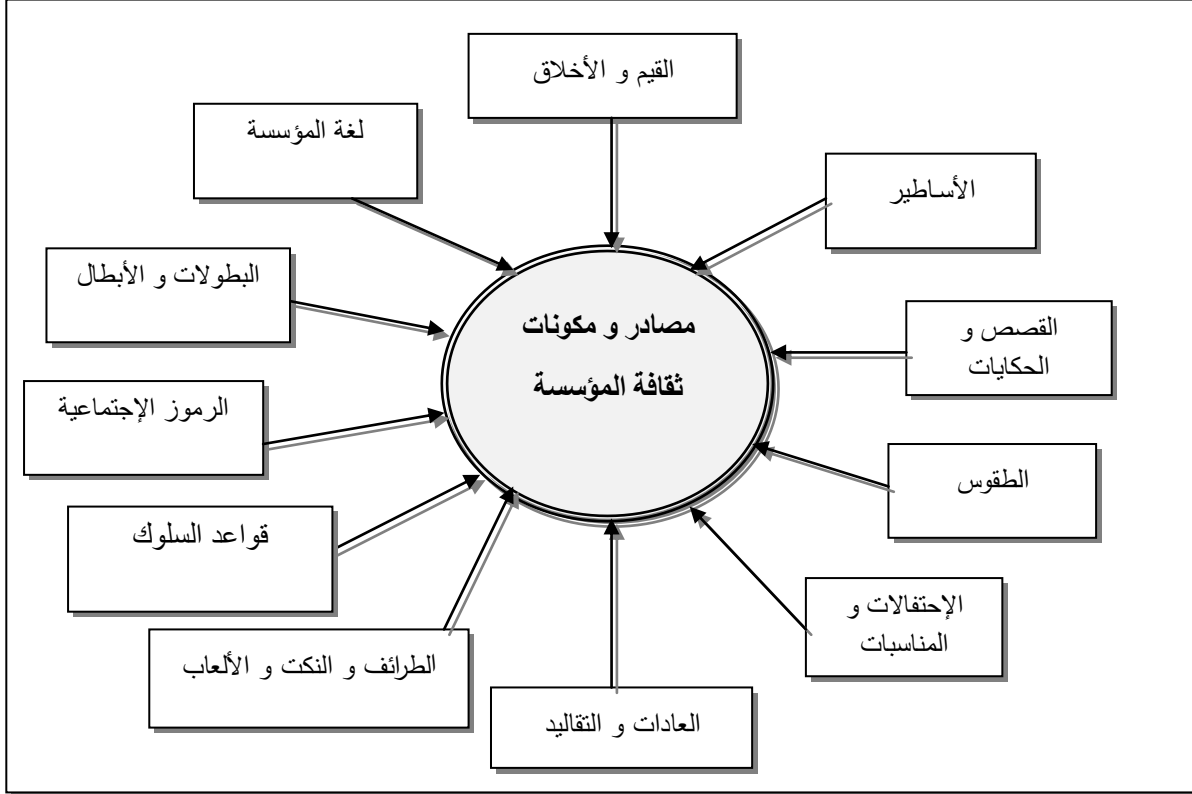 القيم و الأخلاق
لغة المؤسسة
الأساطير
البطولات و الأبطال
القصص و
الحكايات
مصادر و مكونات
ثقافة المؤسسة
الرموز الإجتماعية
الطقوس
قواعد السلوك
الإحتفالات و
المناسبات
الطرائف و النكت و الألعاب
العادات و التقاليد